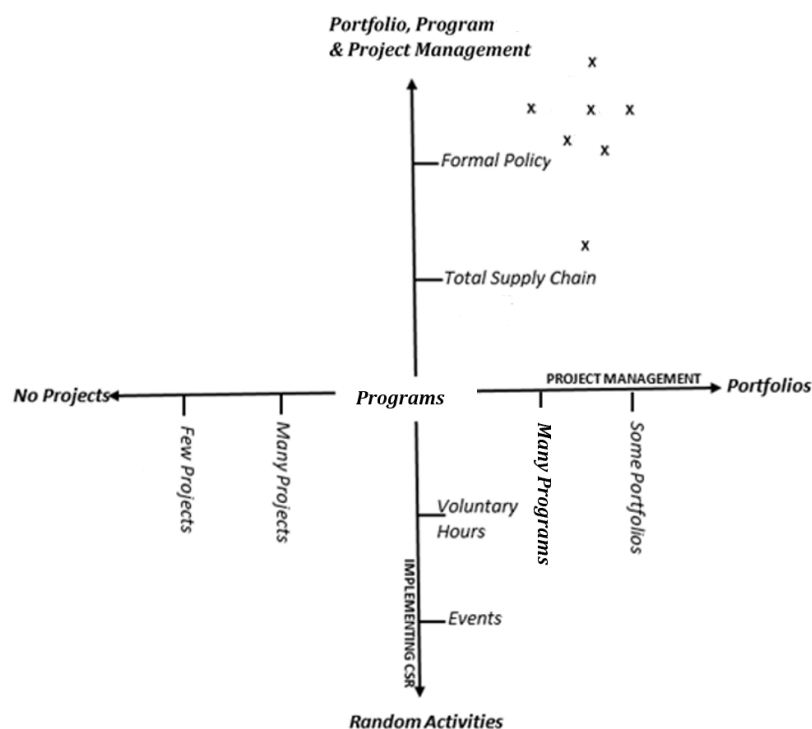 Portfolio, Program
& Project Management
x
x
x
x
x
x
Formal Policy
x
Total Supply Chain
PROJECT MANAGEMENT
No Projects
Programs
Portfolios
Few Projects
Many Projects
Many Programs
Some Portfolios
Voluntary
Hours
IMPLEMENTING CSR
Events
Random Activities